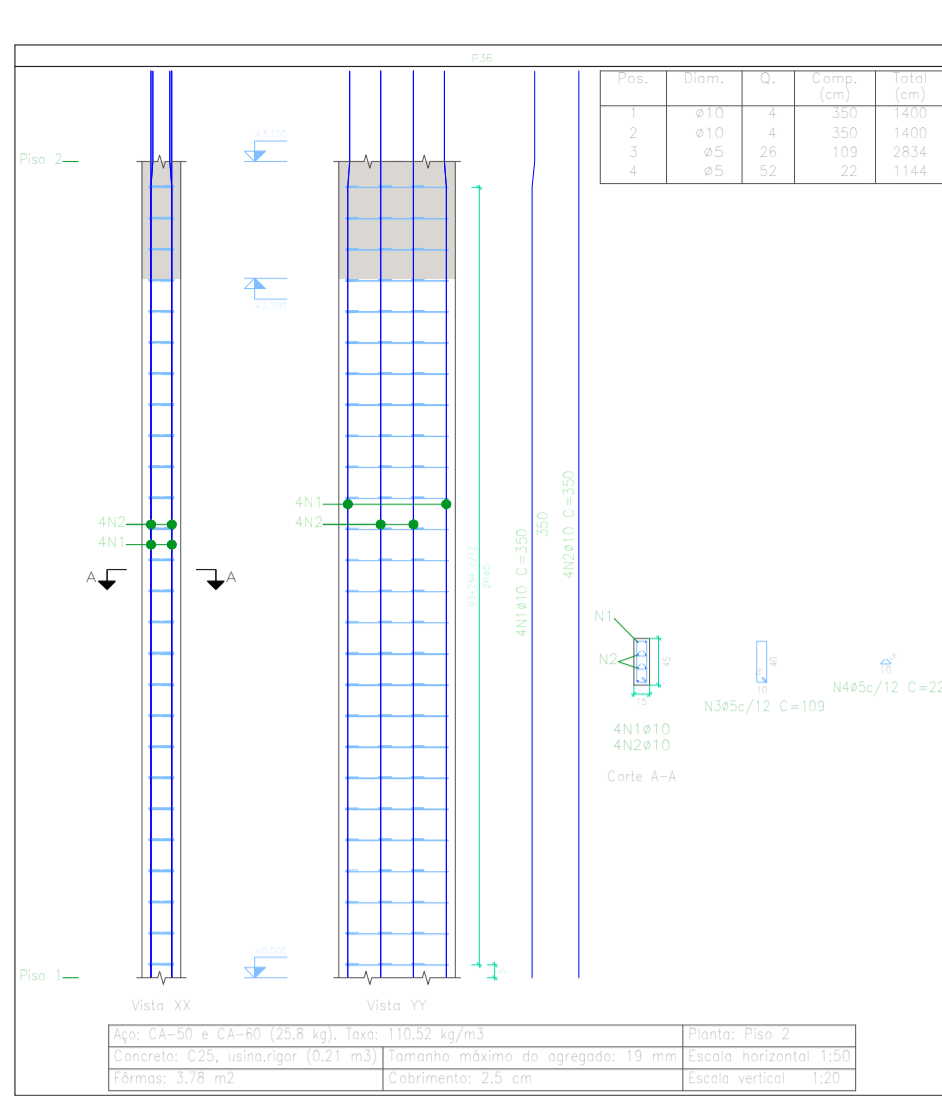 P36
Pos. Diam. Q. Comp. (cm) Total (cm)
1 ø10 4 350 1400
2 ø10 4 350 1400
3 ø5 26 109 2834
4 ø5 52 22 1144
Piso 2
+3,150
+2,700
4N2
4N1
4N1
4N2
A A
N3+2N4 c/12
26ø5
4N1ø10 C=350
350
4N2ø10 C=350
N1
N2
45
15
4N1ø10
4N2ø10
Corte A-A
40
10
N3ø5c/12 C=109
10
N4ø5c/12 C=22
+0,000
Piso 1
Vista XX
Vista YY
Aço: CA-50 e CA-60 (25,8 kg), Taxa: 110,52 kg/m3 Planta: Piso 2
Concreto: C25, usina,rigor (0,21 m3) Tamanho máximo do agregado: 19 mm Escala horizontal 1:50
Fôrmas: 3,78 m2 Cobrimento: 2,5 cm Escala vertical 1:20